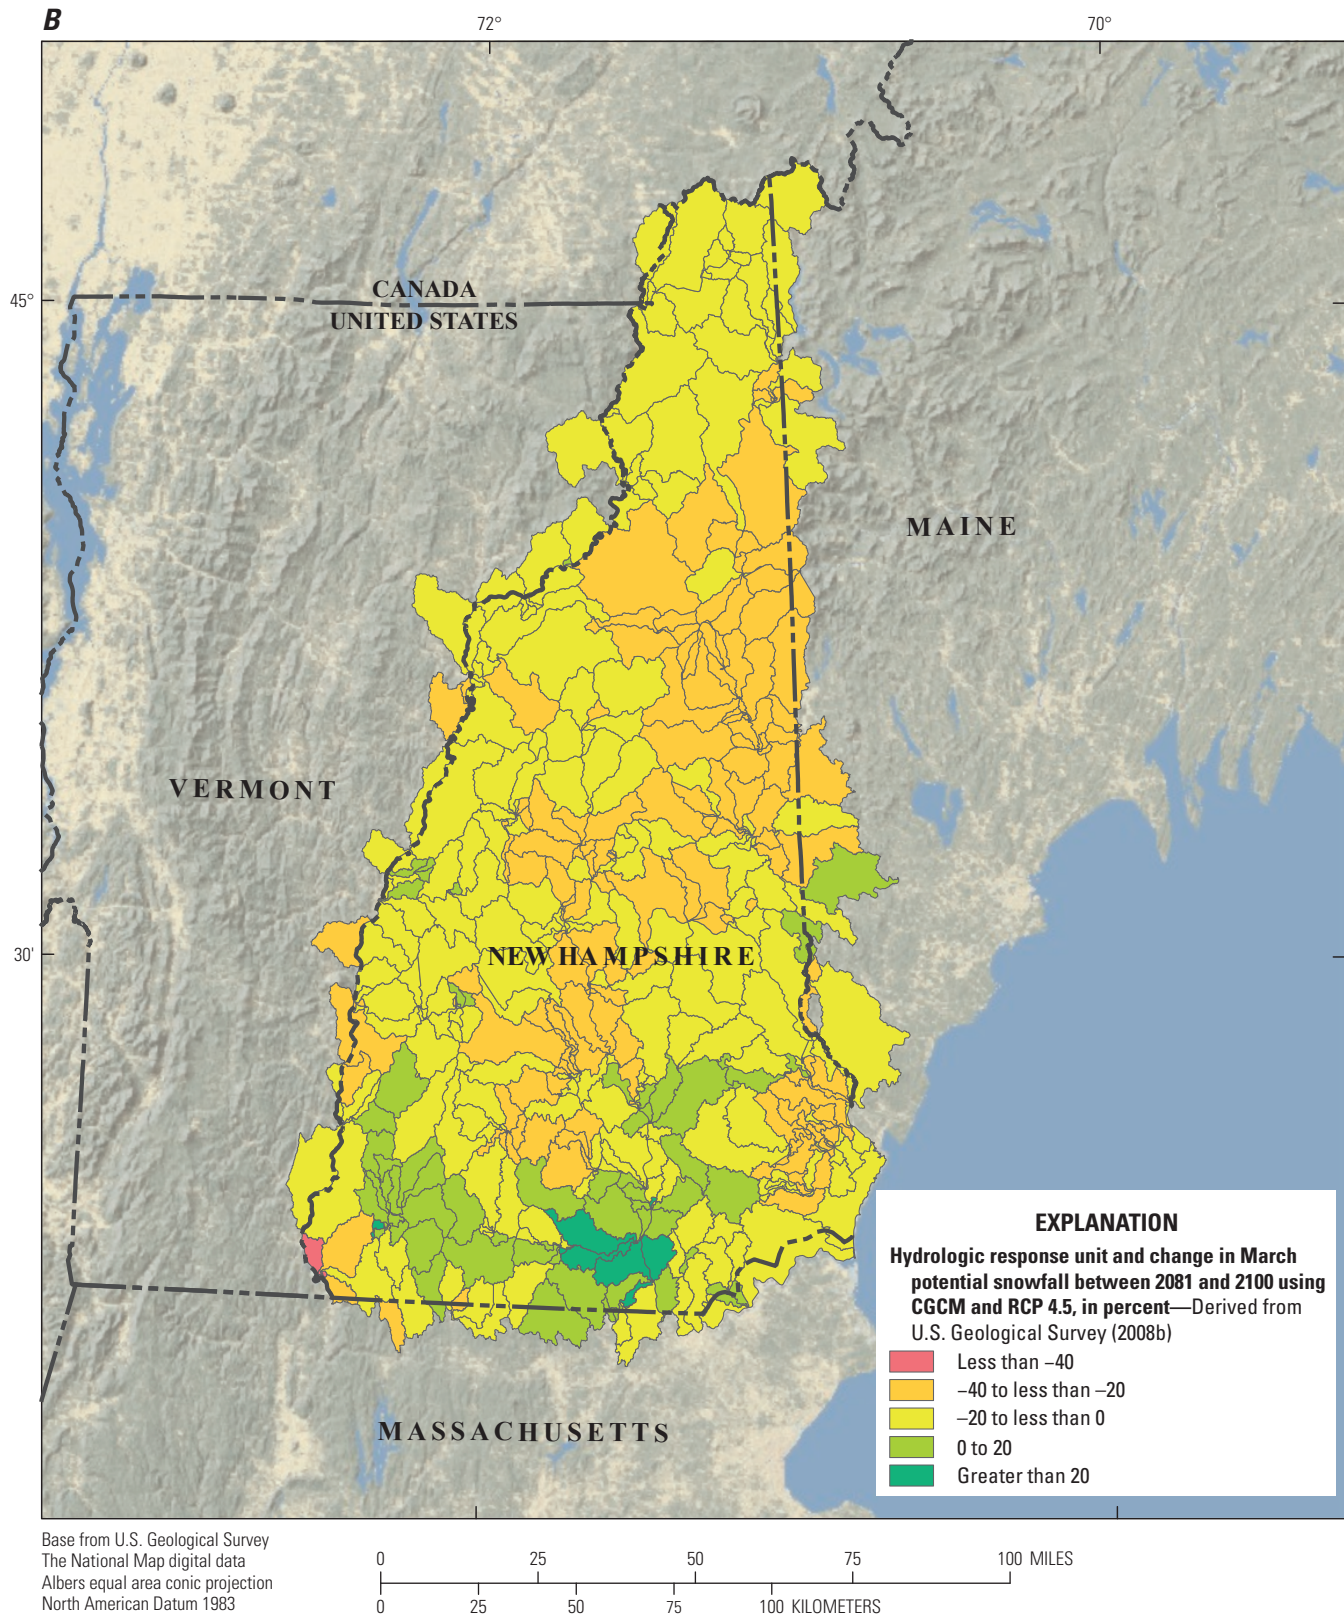 B
72°
70°
45°
CANADA
UNITED STATES
MAINE
VERMONT
30'
NEW HAMPSHIRE
EXPLANATION
Hydrologic response unit and change in March
potential snowfall between 2081 and 2100 using
CGCM and RCP 4.5, in percent—Derived from
U.S. Geological Survey (2008b)
Less than −40
−40 to less than −20
−20 to less than 0
0 to 20
Greater than 20
MASSACHUSETTS
Base from U.S. Geological Survey
The National Map digital data
Albers equal area conic projection
North American Datum 1983
0 25 50 75 100 MILES
0 25 50 75 100 KILOMETERS